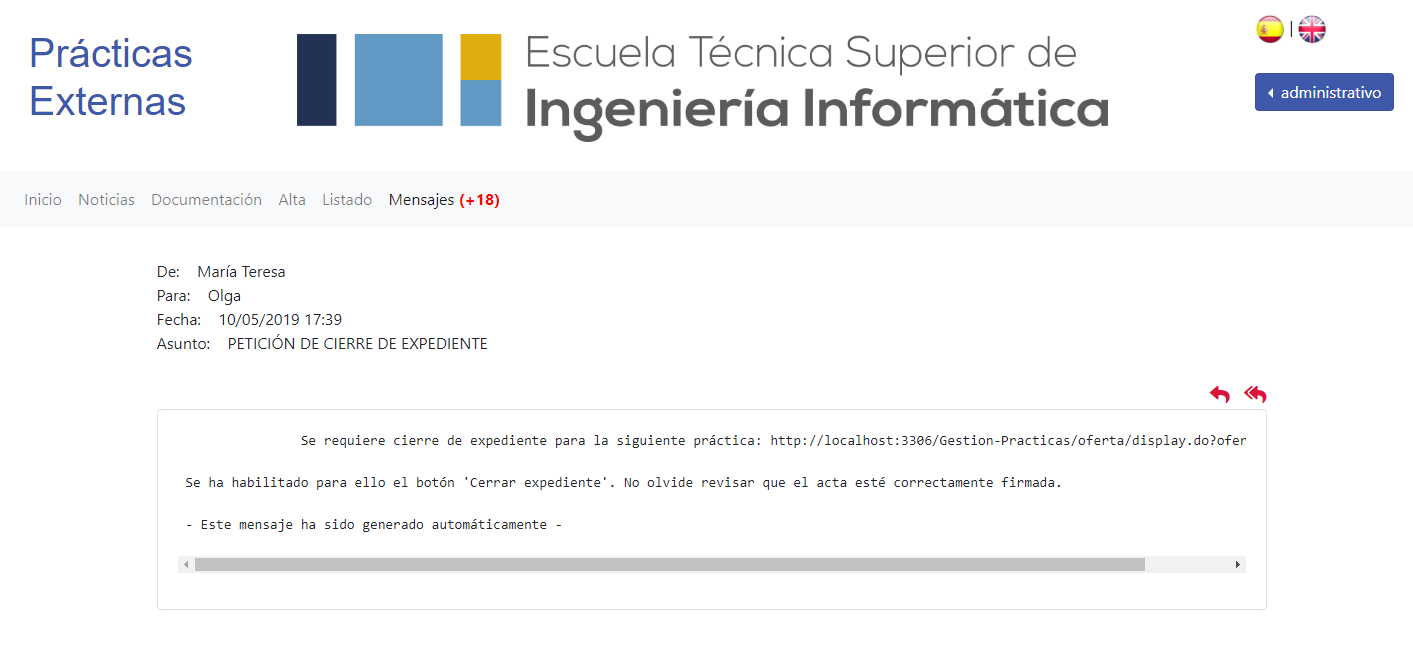 Prácticas
Externas
Escuela Técnica Superior de
Ingeniería Informática
|
administrativo
Inicio Noticias Documentación Alta Listado Mensajes (+18)
De: María Teresa
Para: Olga
Fecha: 10/05/2019 17:39
Asunto: PETICIÓN DE CIERRE DE EXPEDIENTE
Se requiere cierre de expediente para la siguiente práctica: http://localhost:3306/Gestion-Practicas/oferta/display.do?ofer
Se ha habilitado para ello el botón 'Cerrar expediente'. No olvide revisar que el acta esté correctamente firmada.
- Este mensaje ha sido generado automáticamente -